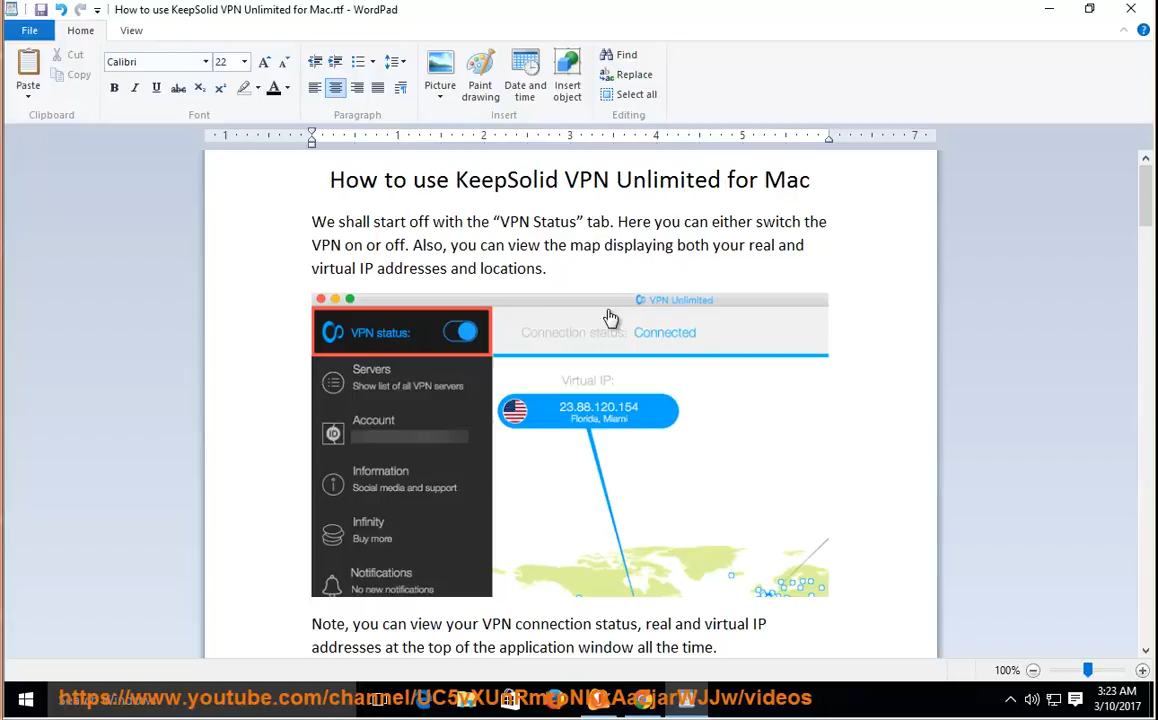 How to use KeepSolid VPN Unlimited for Mac.rtf - WordPad
File
Home
View
Paste
Cut
Copy
Clipboard
Calibri
22
Font
Paragraph
Picture
Paint drawing
Date and time
Insert object
Insert
Find
Replace
Select all
Editing
1 1 2 3 4 5 7
How to use KeepSolid VPN Unlimited for Mac
We shall start off with the “VPN Status” tab. Here you can either switch the
VPN on or off. Also, you can view the map displaying both your real and
virtual IP addresses and locations.
VPN Unlimited
VPN status:
Connection status: Connected
Servers
Show list of all VPN servers
Account
Information
Social media and support
Infinity
Buy more
Notifications
No new notifications
Virtual IP:
23.88.120.154
Florida, Miami
Note, you can view your VPN connection status, real and virtual IP
addresses at the top of the application window all the time.
100%
3:23 AM
3/10/2017